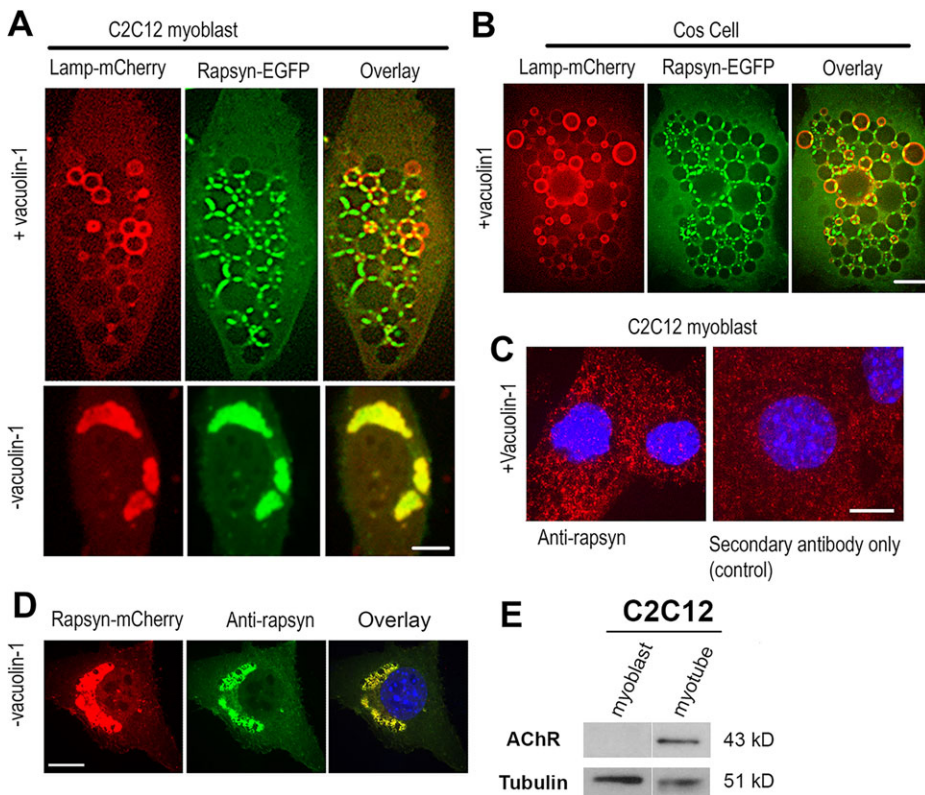 A
C2C12 myoblast
Lamp-mCherry Rapsyn-EGFP Overlay
+ vacuolin-1
-vacuolin-1
B
Cos Cell
Lamp-mCherry Rapsyn-EGFP Overlay
+vacuolin1
C2C12 myoblast
C
+Vacuolin-1
Anti-rapsyn
Secondary antibody only
(control)
D
Rapsyn-mCherry Anti-rapsyn Overlay
-vacuolin-1
E
C2C12
myoblast
myotube
AChR 43 kD
Tubulin 51 kD